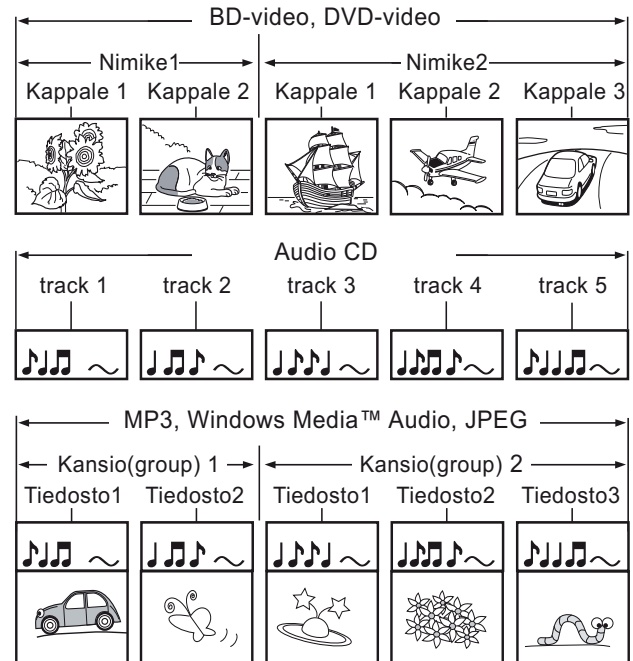 BD-video, DVD-video
Nimike1 Nimike2
Kappale 1 Kappale 2 Kappale 1 Kappale 2 Kappale 3
Audio CD
track 1 track 2 track 3 track 4 track 5
MP3, Windows Media™ Audio, JPEG
Kansio(group) 1 Kansio(group) 2
Tiedosto1 Tiedosto2 Tiedosto1 Tiedosto2 Tiedosto3